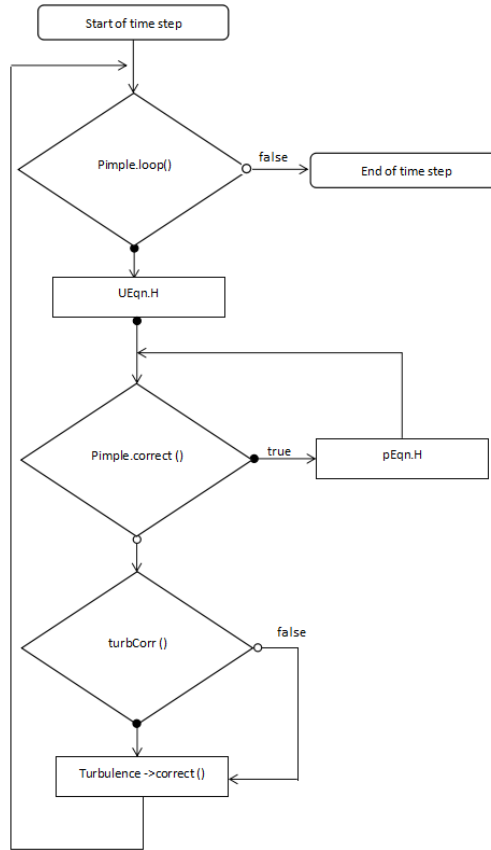 Start of time step
Pimple.loop()
false
End of time step
UEqn.H
Pimple.correct ()
true
pEqn.H
turbCorr ()
false
Turbulence ->correct ()